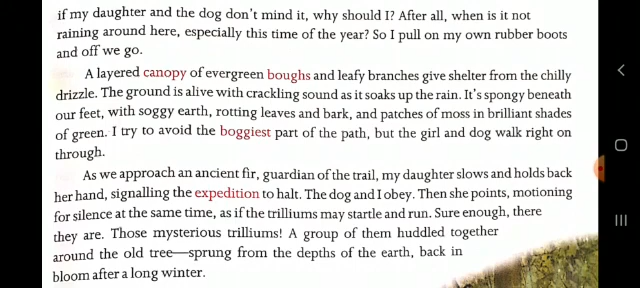 if my daughter and the dog don't mind it, why should I? After all, when is it not
raining around here, especially this time of the year? So I pull on my own rubber boots
and off we go.
A layered canopy of evergreen boughs and leafy branches give shelter from the chilly
drizzle. The ground is alive with crackling sound as it soaks up the rain. It's spongy beneath
our feet, with soggy earth, rotting leaves and bark, and patches of moss in brilliant shades
of green. I try to avoid the boggiest part of the path, but the girl and dog walk right on
through.
As we approach an ancient fir, guardian of the trail, my daughter slows and holds back
her hand, signalling the expedition to halt. The dog and I obey. Then she points, motioning
for silence at the same time, as if the trilliums may startle and run. Sure enough, there
they are. Those mysterious trilliums! A group of them huddled together
around the old tree—sprung from the depths of the earth, back in
bloom after a long winter.